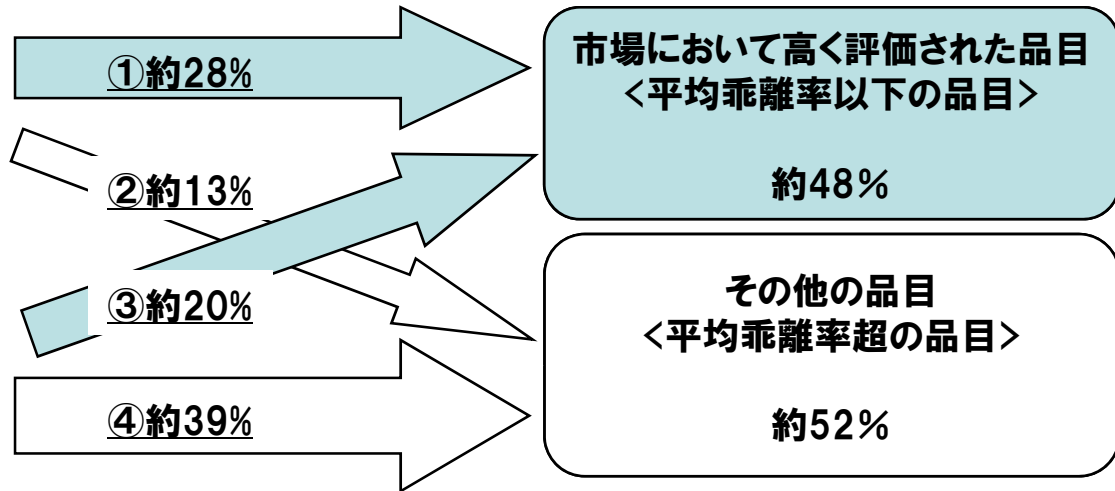 ①約28%
②約13%
③約20%
④約39%
市場において高く評価された品目
<平均乖離率以下の品目>
約48%
その他の品目
<平均乖離率超の品目>
約52%